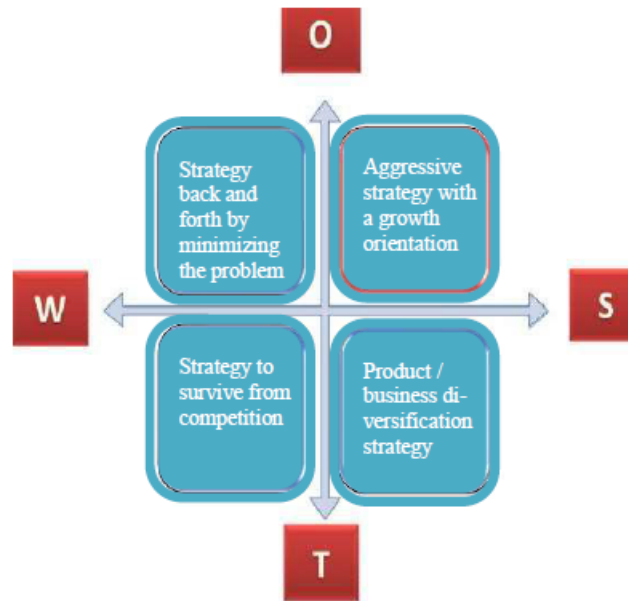 O
Strategy
back and
forth by
minimizing
the problem
Aggressive
strategy with
a growth
orientation
W
S
Strategy to
survive from
competition
Product /
business di-
versification
strategy
T